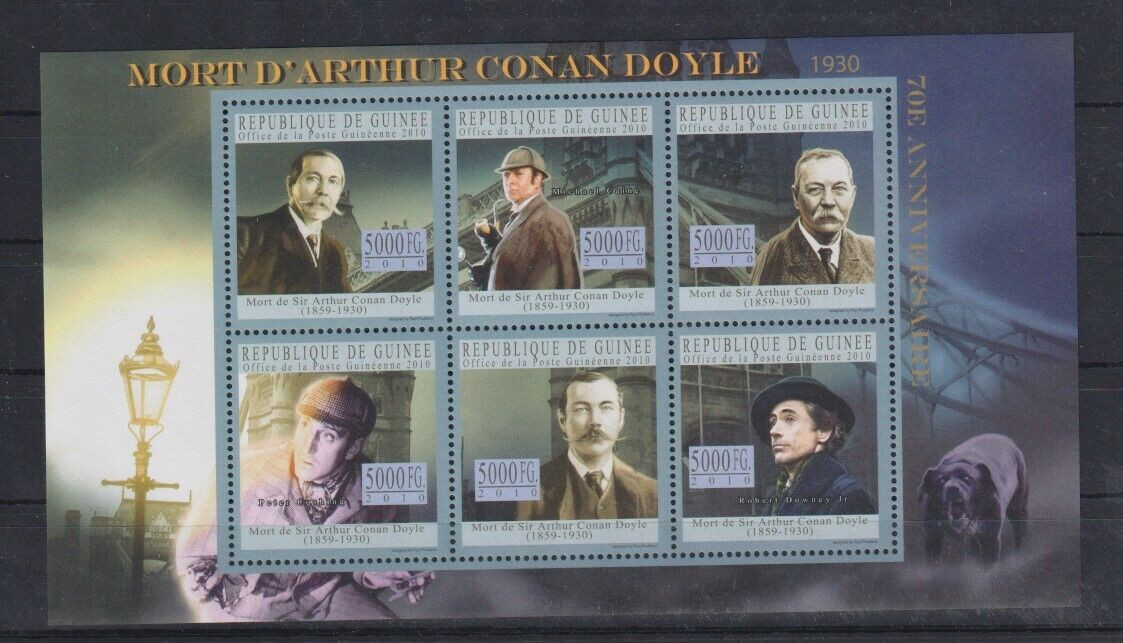 MORT D'ARTHUR CONAN DOYLE 1930
70E ANNIVERSAIRE
REPUBLIQUE DE GUINEE
Office de la Poste Guinéenne 2010
5000 FG.
2010
Mort de Sir Arthur Conan Doyle
(1859-1930)
designed by Paul Poatland
REPUBLIQUE DE GUINEE
Office de la Poste Guinéenne 2010
Michael Caine
5000 FG.
2010
Mort de Sir Arthur Conan Doyle
(1859-1930)
REPUBLIQUE DE GUINEE
Office de la Poste Guinéenne 2010
5000 FG.
2010
Mort de Sir Arthur Conan Doyle
(1859-1930)
REPUBLIQUE DE GUINEE
Office de la Poste Guinéenne 2010
5000 FG.
2010
Peter Cushing
Mort de Sir Arthur Conan Doyle
(1859-1930)
REPUBLIQUE DE GUINEE
Office de la Poste Guinéenne 2010
5000 FG.
2010
Mort de Sir Arthur Conan Doyle
(1859-1930)
REPUBLIQUE DE GUINEE
Office de la Poste Guinéenne 2010
5000 FG.
2010
Robert Downey Jr.
Mort de Sir Arthur Conan Doyle
(1859-1930)